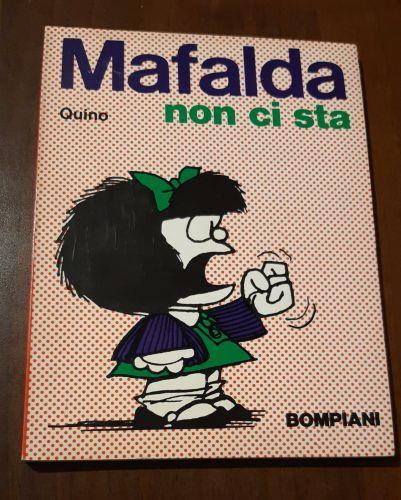 Mafalda
Quino
non ci sta
BOMPIANI